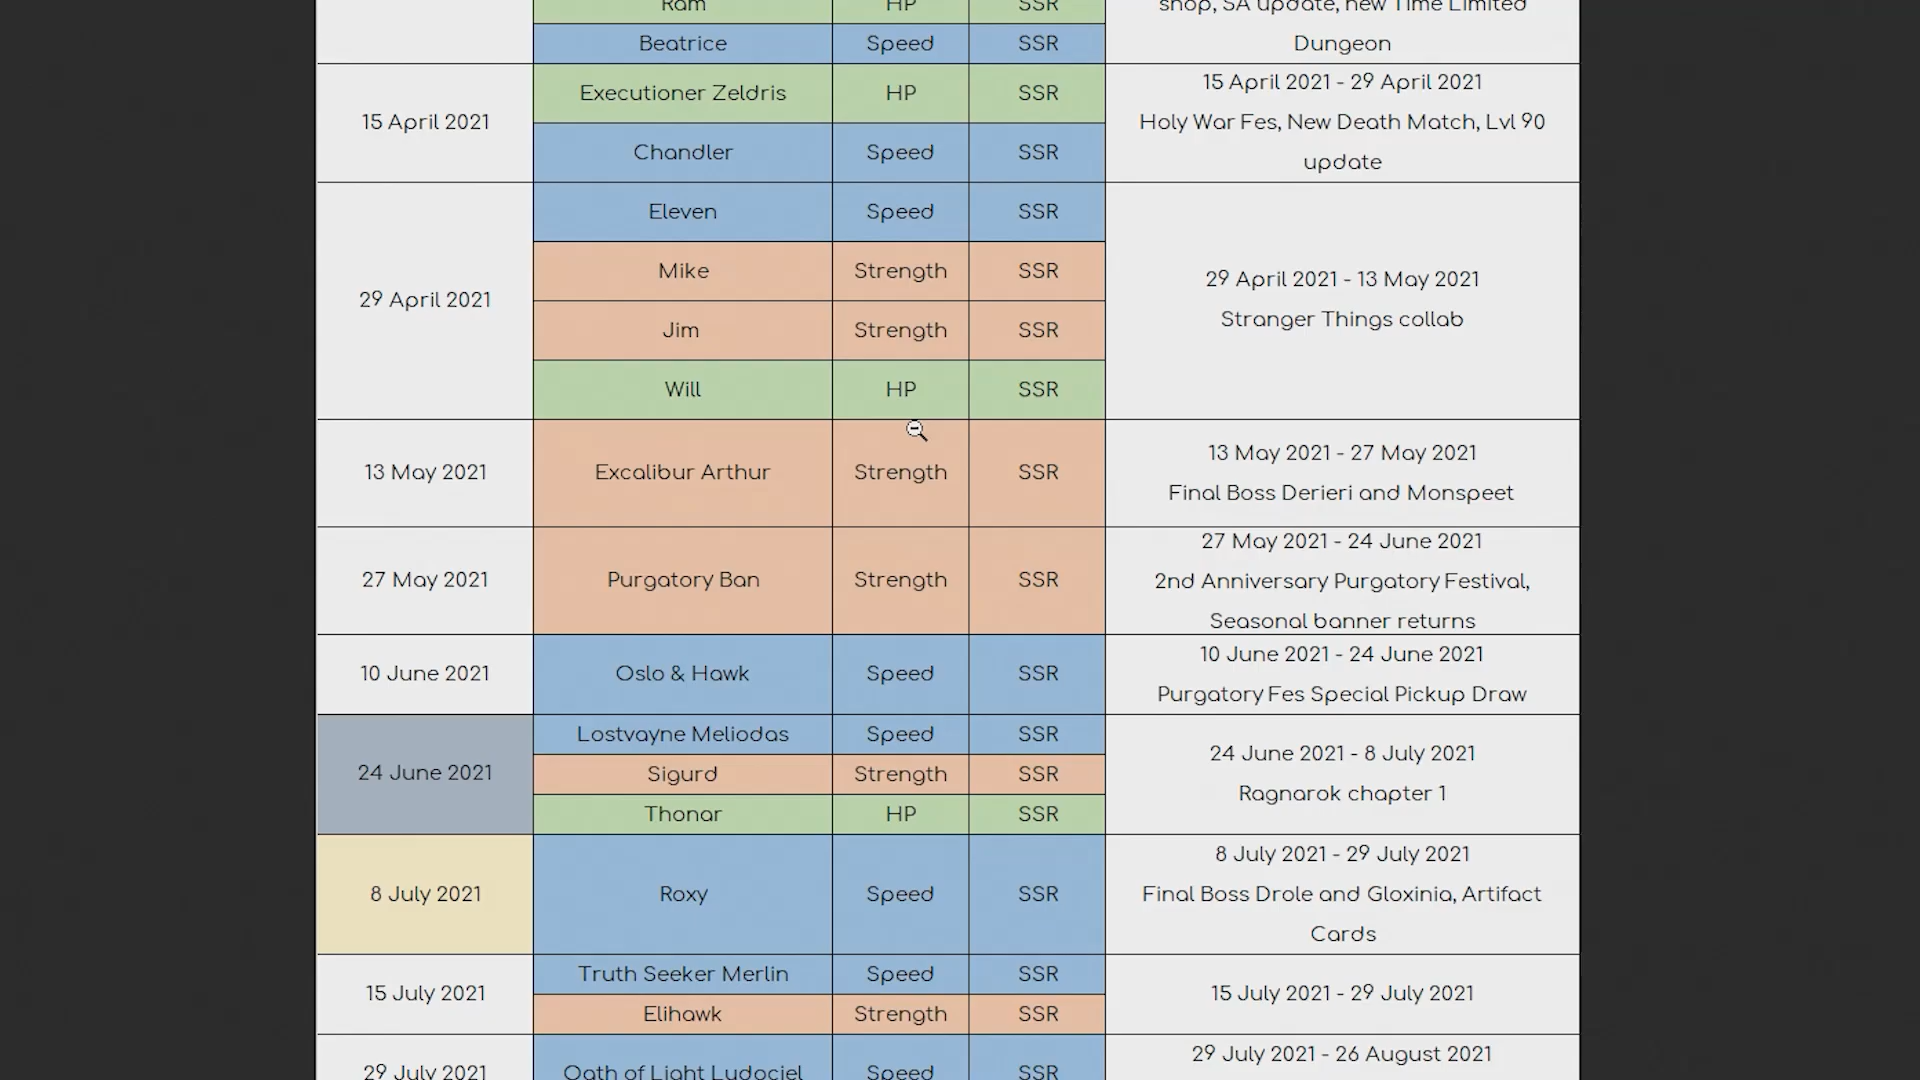 Ram HP SSR shop, SA update, new Time Limited
Beatrice Speed SSR Dungeon
15 April 2021
Executioner Zeldris HP SSR
Chandler Speed SSR
15 April 2021 - 29 April 2021
Holy War Fes, New Death Match, Lvl 90
update
29 April 2021
Eleven Speed SSR
Mike Strength SSR
Jim Strength SSR
Will HP SSR
29 April 2021 - 13 May 2021
Stranger Things collab
13 May 2021
Excalibur Arthur Strength SSR
13 May 2021 - 27 May 2021
Final Boss Derieri and Monspeet
27 May 2021
Purgatory Ban Strength SSR
27 May 2021 - 24 June 2021
2nd Anniversary Purgatory Festival,
Seasonal banner returns
10 June 2021
Oslo & Hawk Speed SSR
10 June 2021 - 24 June 2021
Purgatory Fes Special Pickup Draw
24 June 2021
Lostvayne Meliodas Speed SSR
Sigurd Strength SSR
Thonar HP SSR
24 June 2021 - 8 July 2021
Ragnarok chapter 1
8 July 2021
Roxy Speed SSR
8 July 2021 - 29 July 2021
Final Boss Drole and Gloxinia, Artifact
Cards
15 July 2021
Truth Seeker Merlin Speed SSR
Elihawk Strength SSR
15 July 2021 - 29 July 2021
29 July 2021
Oath of Light Ludociel Speed SSR
29 July 2021 - 26 August 2021